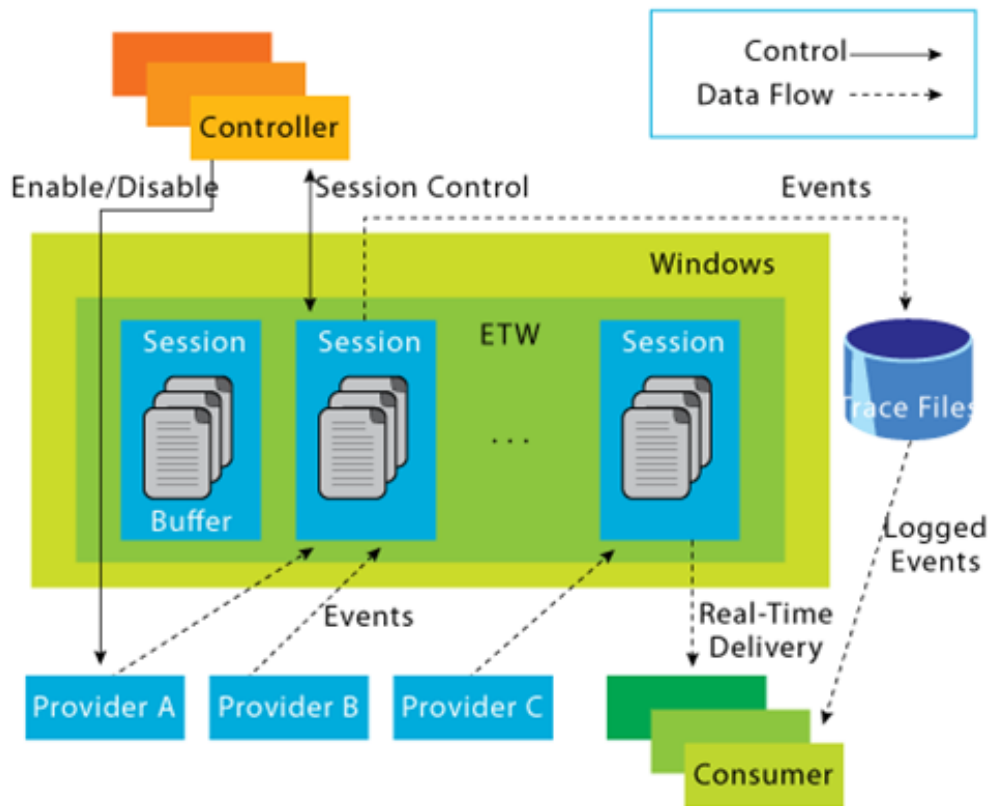 Control
Data Flow
Controller
Enable/Disable
Session Control
Events
Windows
ETW
Session
Session
Session
...
Buffer
Trace Files
Logged
Events
Events
Real-Time
Delivery
Provider A
Provider B
Provider C
Consumer